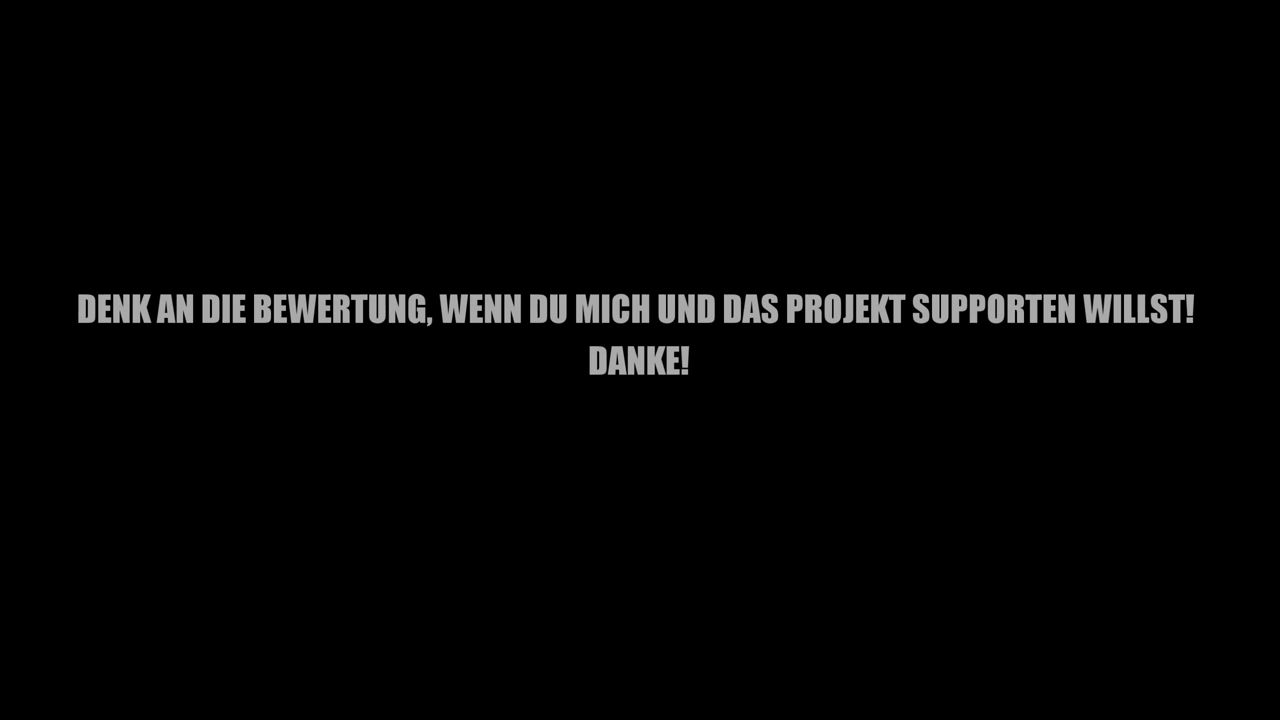 DENK AN DIE BEWERTUNG, WENN DU MICH UND DAS PROJEKT SUPPORTEN WILLST!
DANKE!